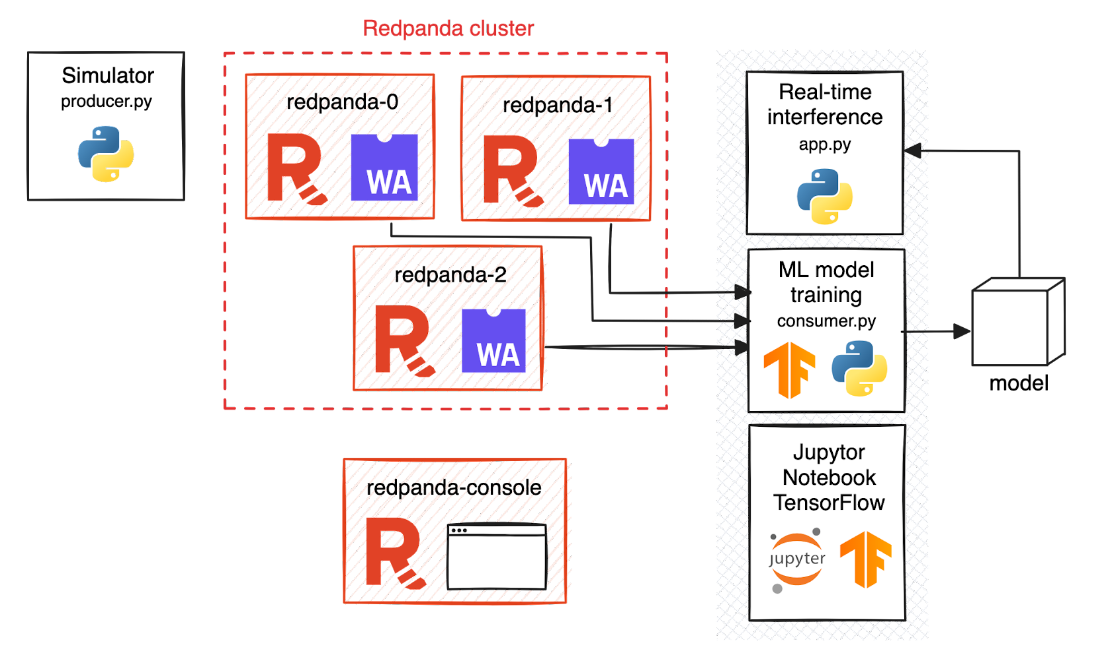 Redpanda cluster
Simulator
producer.py
redpanda-0
WA
redpanda-1
WA
redpanda-2
WA
redpanda-console
Real-time
interference
app.py
ML model
training
consumer.py
model
Jupytor
Notebook
TensorFlow
jupyter